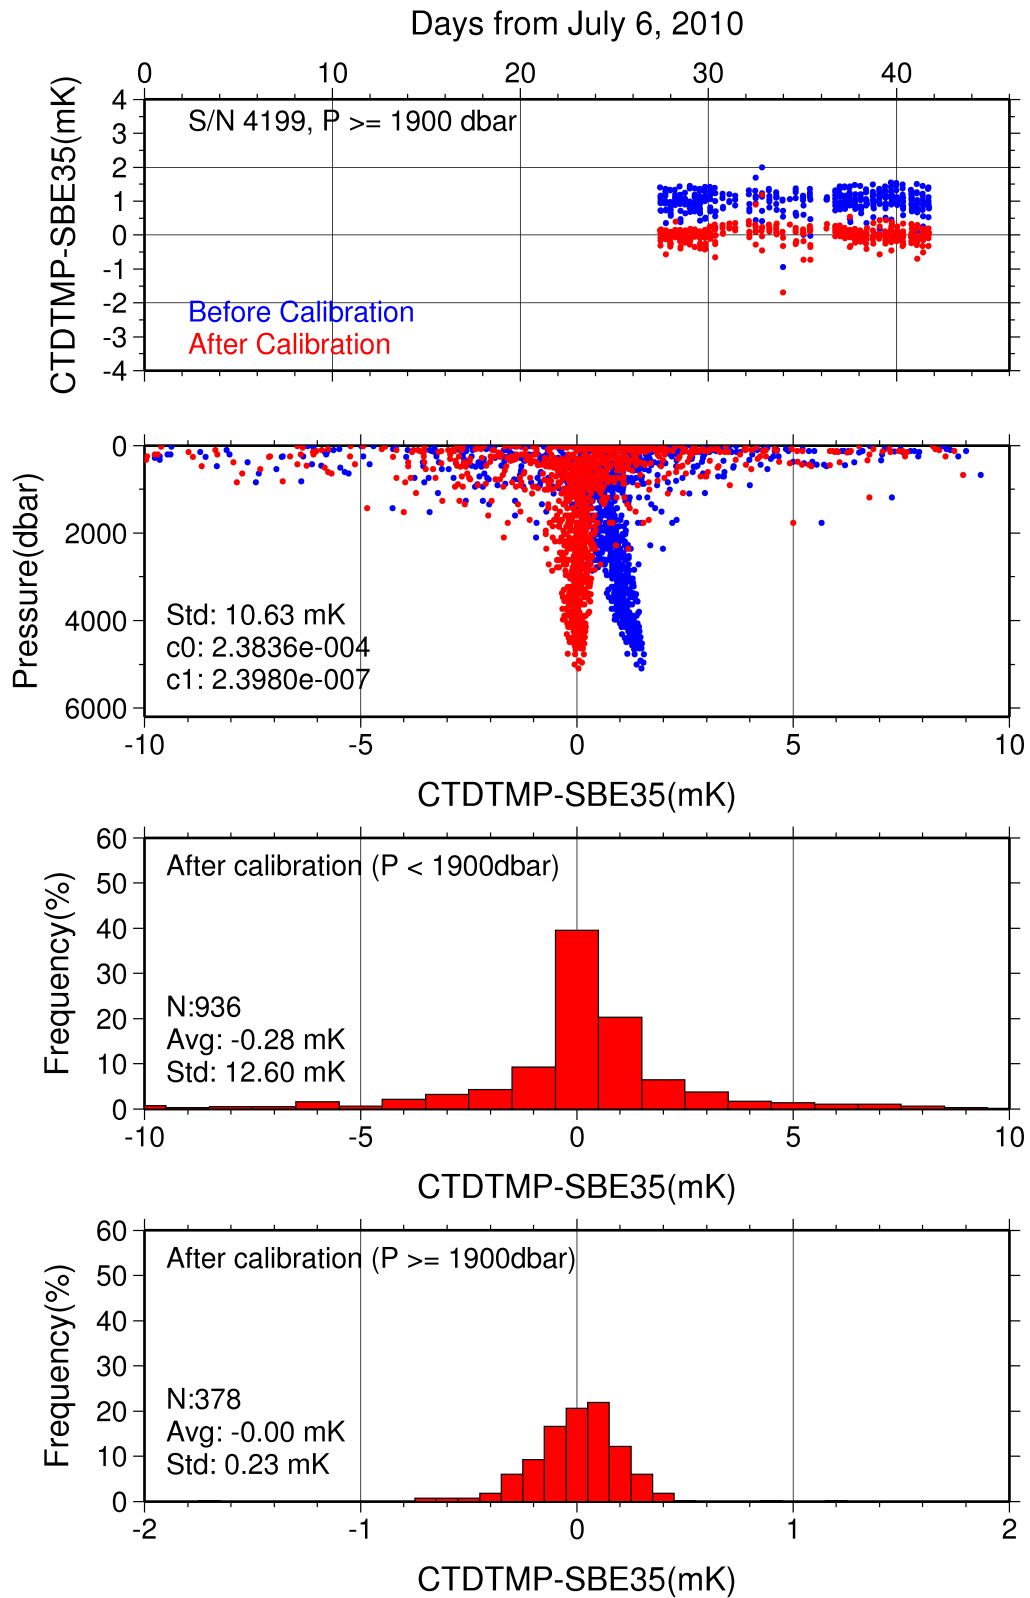 Days from July 6, 2010
0 10 20 30 40
CTDTMP-SBE35(mK)
4
3
2
1
0
-1
-2
-3
-4
S/N 4199, P >= 1900 dbar
Before Calibration
After Calibration
Pressure(dbar)
0
2000
4000
6000
Std: 10.63 mK
c0: 2.3836e-004
c1: 2.3980e-007
-10 -5 0 5 10
CTDTMP-SBE35(mK)
Frequency(%)
60
50
40
30
20
10
0
After calibration (P < 1900dbar)
N:936
Avg: -0.28 mK
Std: 12.60 mK
-10 -5 0 5 10
CTDTMP-SBE35(mK)
Frequency(%)
60
50
40
30
20
10
0
After calibration (P >= 1900dbar)
N:378
Avg: -0.00 mK
Std: 0.23 mK
-2 -1 0 1 2
CTDTMP-SBE35(mK)